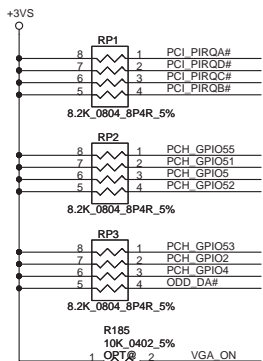 +3VS
RP1
8 1 PCI_PIRQA#
7 2 PCI_PIRQD#
6 3 PCI_PIRQC#
5 4 PCI_PIRQB#
8.2K_0804_8P4R_5%
RP2
8 1 PCH_GPIO55
7 2 PCH_GPIO51
6 3 PCH_GPIO5
5 4 PCH_GPIO52
8.2K_0804_8P4R_5%
RP3
8 1 PCH_GPIO53
7 2 PCH_GPIO2
6 3 PCH_GPIO4
5 4 ODD_DA#
8.2K_0804_8P4R_5%
R185
10K_0402_5%
OPT@
1 2 VGA_ON